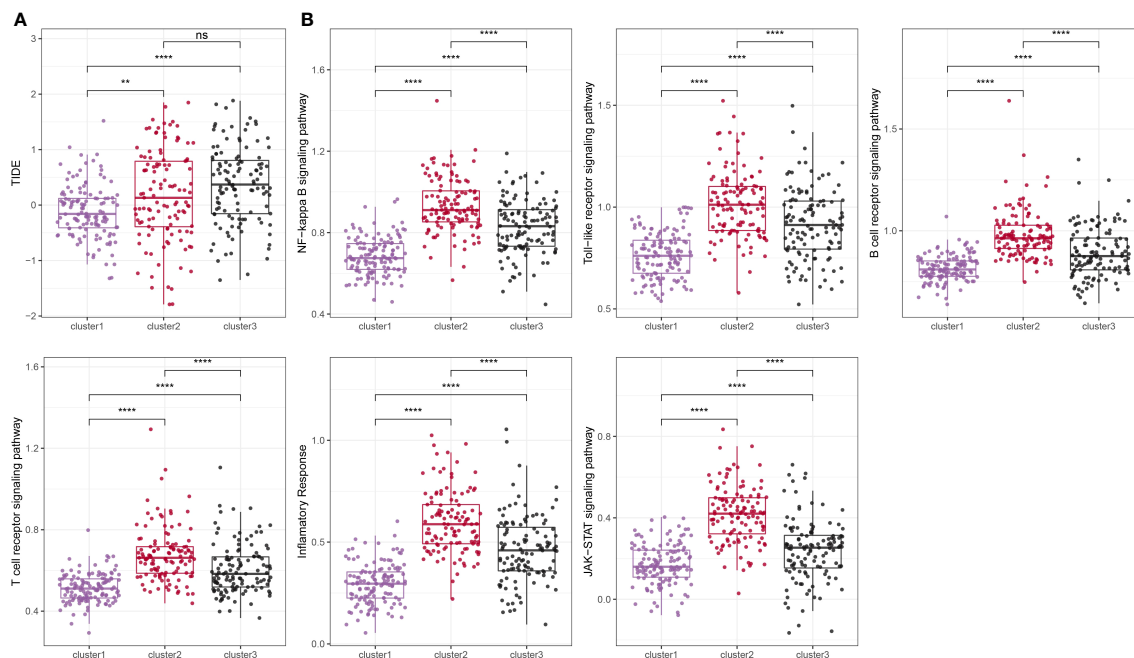 A
B
TIDE
3
2
1
0
−1
−2
**
****
ns
cluster1 cluster2 cluster3
NF−kappa B signaling pathway
1.6
1.2
0.8
0.4
****
****
****
cluster1 cluster2 cluster3
Toll−like receptor signaling pathway
1.5
1.0
0.5
****
****
****
cluster1 cluster2 cluster3
B cell receptor signaling pathway
1.5
1.0
****
****
****
cluster1 cluster2 cluster3
T cell receptor signaling pathway
1.6
1.2
0.8
0.4
****
****
****
cluster1 cluster2 cluster3
Inflamatory Response
1.0
0.5
0.0
****
****
****
cluster1 cluster2 cluster3
JAK−STAT signaling pathway
0.8
0.4
0.0
****
****
****
cluster1 cluster2 cluster3